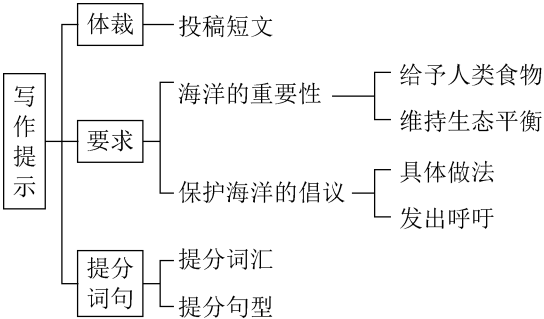 写作提示
体裁
投稿短文
要求
海洋的重要性
给予人类食物
维持生态平衡
保护海洋的倡议
具体做法
发出呼吁
提分
词句
提分词汇
提分句型